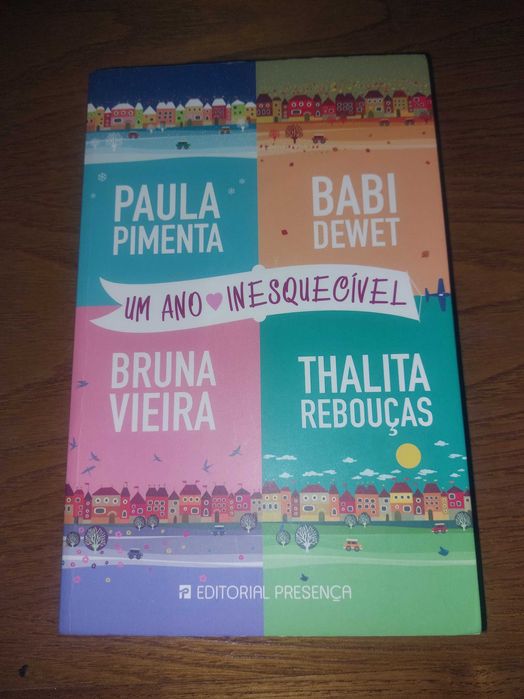 PAULA
PIMENTA
BABI
DEWET
UM ANO INESQUECÍVEL
BRUNA
VIEIRA
THALITA
REBOUÇAS
EDITORIAL PRESENÇA